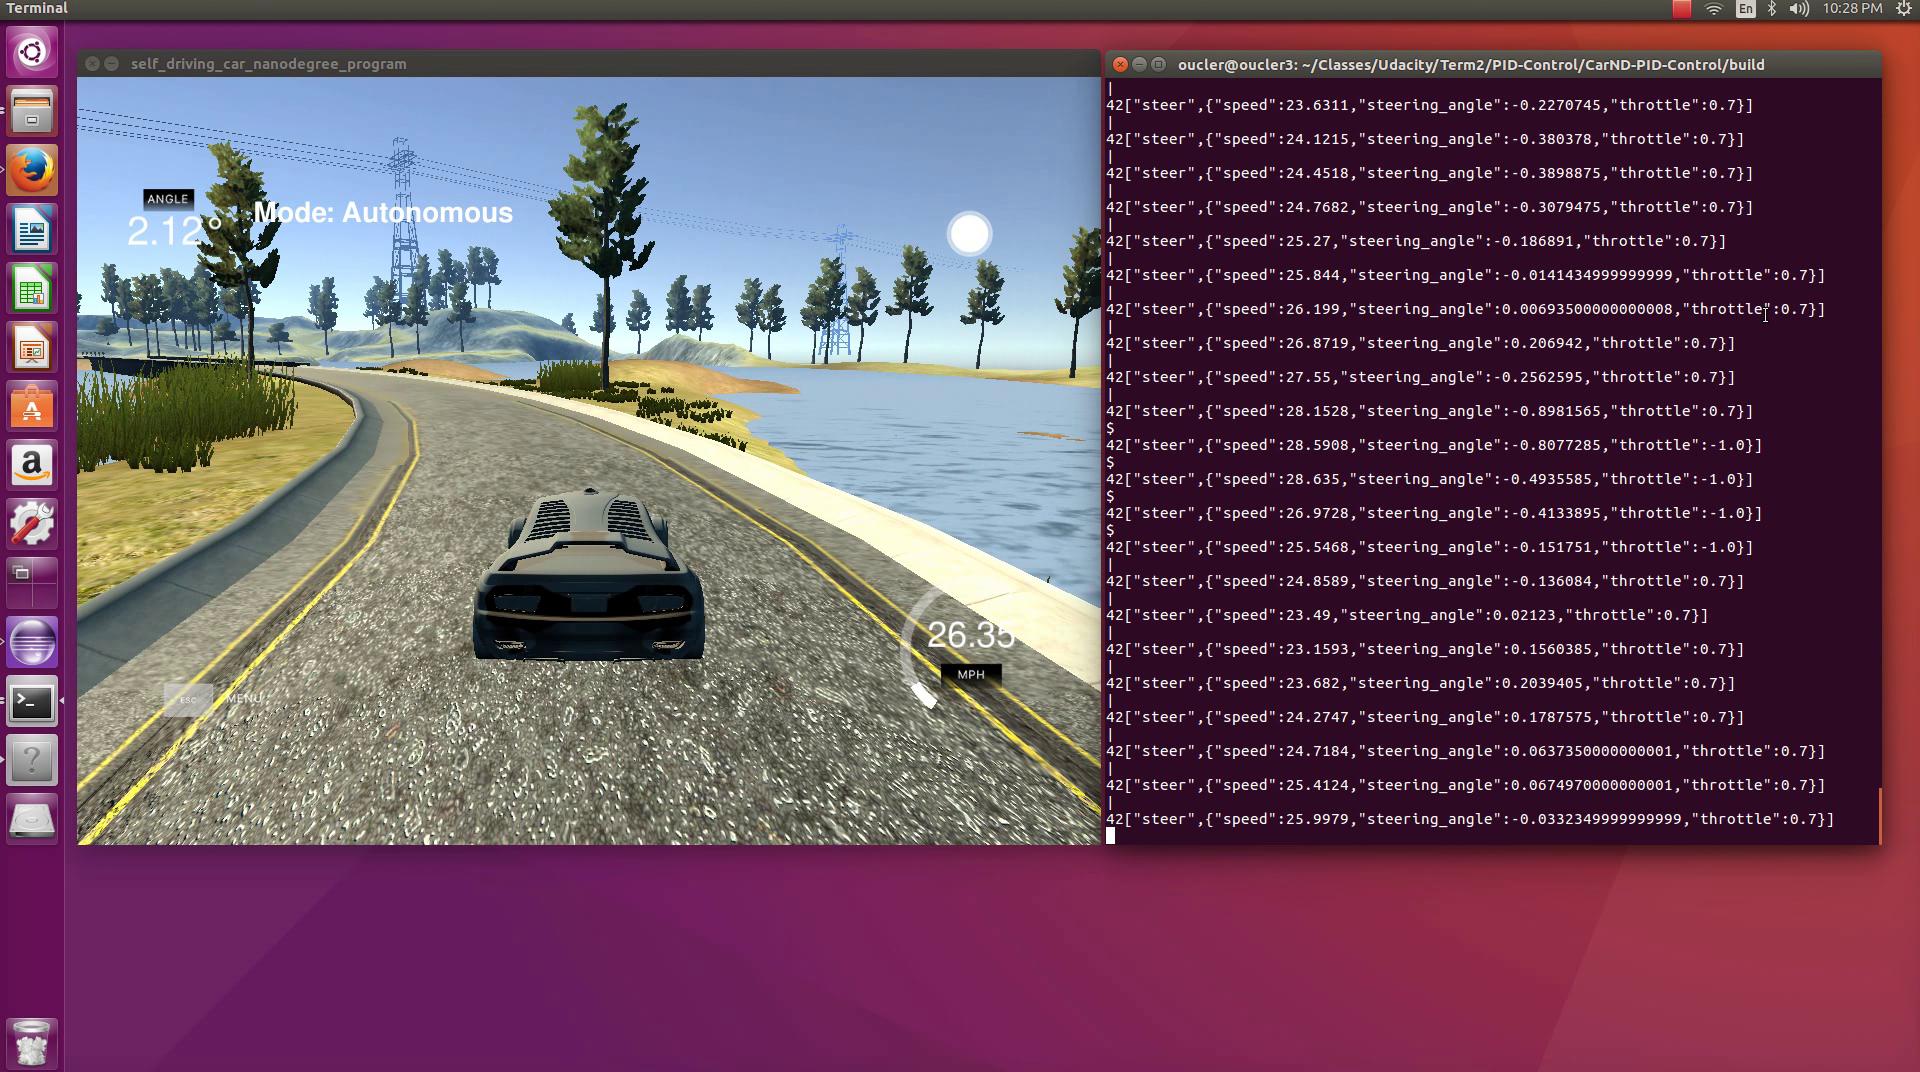 Terminal
En
10:28 PM
self_driving_car_nanodegree_program
ANGLE
2.12°
Mode: Autonomous
26.35
MPH
ESC
MENU
a
>_
?
oucler@oucler3: ~/Classes/Udacity/Term2/PID-Control/CarND-PID-Control/build
|
42["steer",{"speed":23.6311,"steering_angle":-0.2270745,"throttle":0.7}]
|
42["steer",{"speed":24.1215,"steering_angle":-0.380378,"throttle":0.7}]
|
42["steer",{"speed":24.4518,"steering_angle":-0.3898875,"throttle":0.7}]
|
42["steer",{"speed":24.7682,"steering_angle":-0.3079475,"throttle":0.7}]
|
42["steer",{"speed":25.27,"steering_angle":-0.186891,"throttle":0.7}]
|
42["steer",{"speed":25.844,"steering_angle":-0.0141434999999999,"throttle":0.7}]
|
42["steer",{"speed":26.199,"steering_angle":0.00693500000000008,"throttle":0.7}]
|
42["steer",{"speed":26.8719,"steering_angle":0.206942,"throttle":0.7}]
|
42["steer",{"speed":27.55,"steering_angle":-0.2562595,"throttle":0.7}]
|
42["steer",{"speed":28.1528,"steering_angle":-0.8981565,"throttle":0.7}]
$
42["steer",{"speed":28.5908,"steering_angle":-0.8077285,"throttle":-1.0}]
$
42["steer",{"speed":28.635,"steering_angle":-0.4935585,"throttle":-1.0}]
$
42["steer",{"speed":26.9728,"steering_angle":-0.4133895,"throttle":-1.0}]
$
42["steer",{"speed":25.5468,"steering_angle":-0.151751,"throttle":-1.0}]
|
42["steer",{"speed":24.8589,"steering_angle":-0.136084,"throttle":0.7}]
|
42["steer",{"speed":23.49,"steering_angle":0.02123,"throttle":0.7}]
|
42["steer",{"speed":23.1593,"steering_angle":0.1560385,"throttle":0.7}]
|
42["steer",{"speed":23.682,"steering_angle":0.2039405,"throttle":0.7}]
|
42["steer",{"speed":24.2747,"steering_angle":0.1787575,"throttle":0.7}]
|
42["steer",{"speed":24.7184,"steering_angle":0.0637350000000001,"throttle":0.7}]
|
42["steer",{"speed":25.4124,"steering_angle":0.0674970000000001,"throttle":0.7}]
|
42["steer",{"speed":25.9979,"steering_angle":-0.0332349999999999,"throttle":0.7}]